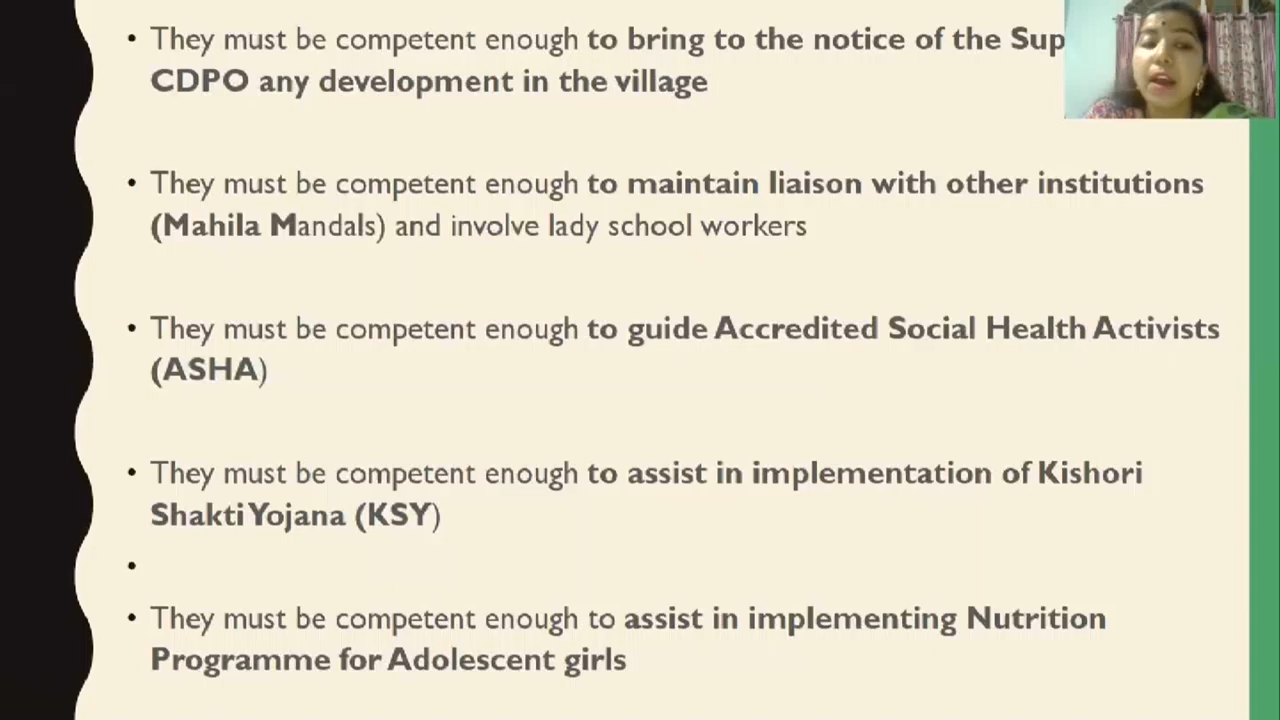 • They must be competent enough to bring to the notice of the
CDPO any development in the village
• They must be competent enough to maintain liaison with other institutions
(Mahila Mandals) and involve lady school workers
• They must be competent enough to guide Accredited Social Health Activists
(ASHA)
• They must be competent enough to assist in implementation of Kishori
Shakti Yojana (KSY)
•
• They must be competent enough to assist in implementing Nutrition
Programme for Adolescent girls